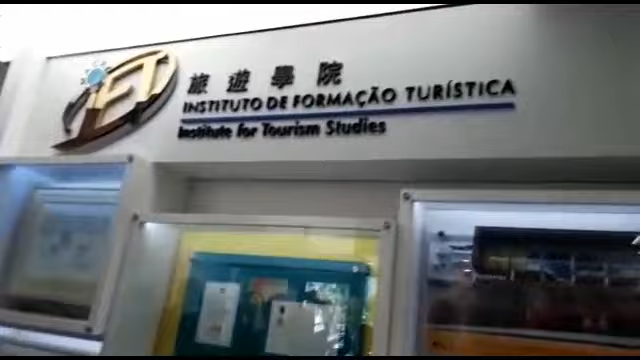 IFT
旅遊學院
INSTITUTO DE FORMAÇÃO TURÍSTICA
Institute for Tourism Studies